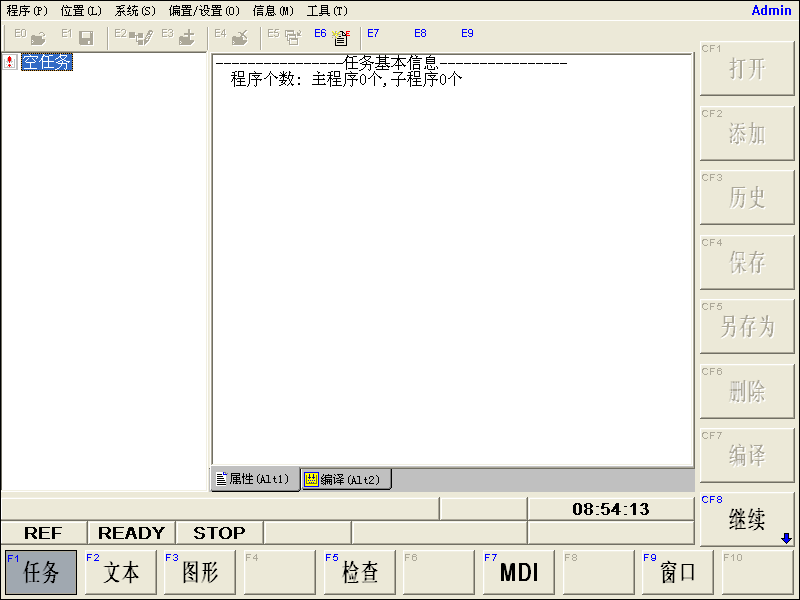 程序(P) 位置(L) 系统(S) 偏置/设置(O) 信息(M) 工具(T) Admin
E0 E1 E2 E3 E4 E5 E6 E7 E8 E9
空任务
----------------任务基本信息----------------
程序个数: 主程序0个,子程序0个
CF1 打开
CF2 添加
CF3 历史
CF4 保存
CF5 另存为
CF6 删除
CF7 编译
CF8 继续
属性(Alt1) 编译(Alt2)
08:54:13
REF READY STOP
F1 任务 F2 文本 F3 图形 F4 F5 检查 F6 F7 MDI F8 F9 窗口 F10